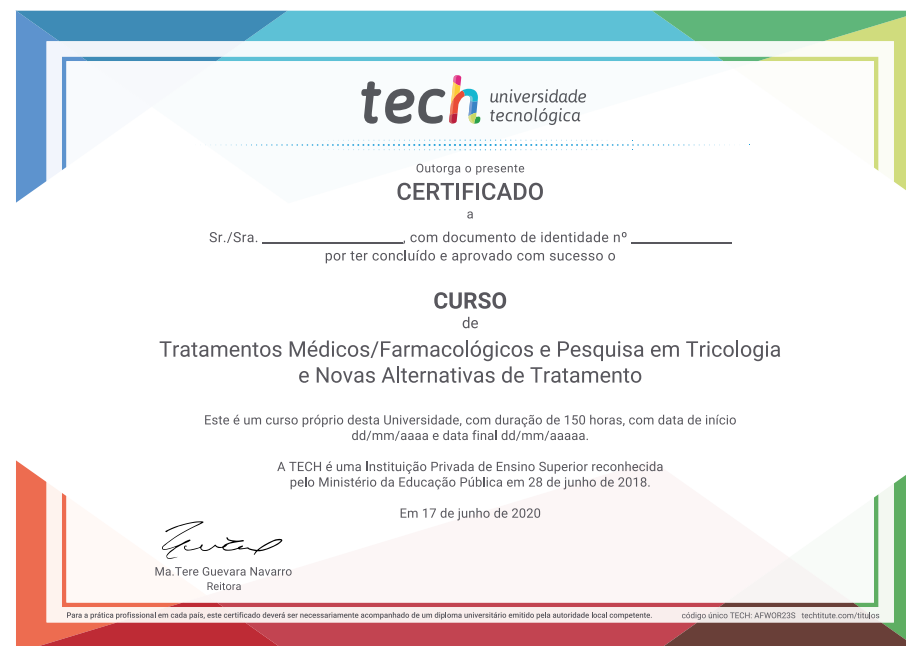 tech universidade
tecnológica
Outorga o presente
CERTIFICADO
a
Sr./Sra. ____________, com documento de identidade nº _________
por ter concluído e aprovado com sucesso o
CURSO
de
Tratamentos Médicos/Farmacológicos e Pesquisa em Tricologia
e Novas Alternativas de Tratamento
Este é um curso próprio desta Universidade, com duração de 150 horas, com data de início
dd/mm/aaaa e data final dd/mm/aaaaa.
A TECH é uma Instituição Privada de Ensino Superior reconhecida
pelo Ministério da Educação Pública em 28 de junho de 2018.
Em 17 de junho de 2020
Ma.Tere Guevara Navarro
Reitora
Para a prática profissional em cada país, este certificado deverá ser necessariamente acompanhado de um diploma universitário emitido pela autoridade local competente. código único TECH: AFWOR23S techtitute.com/titulos